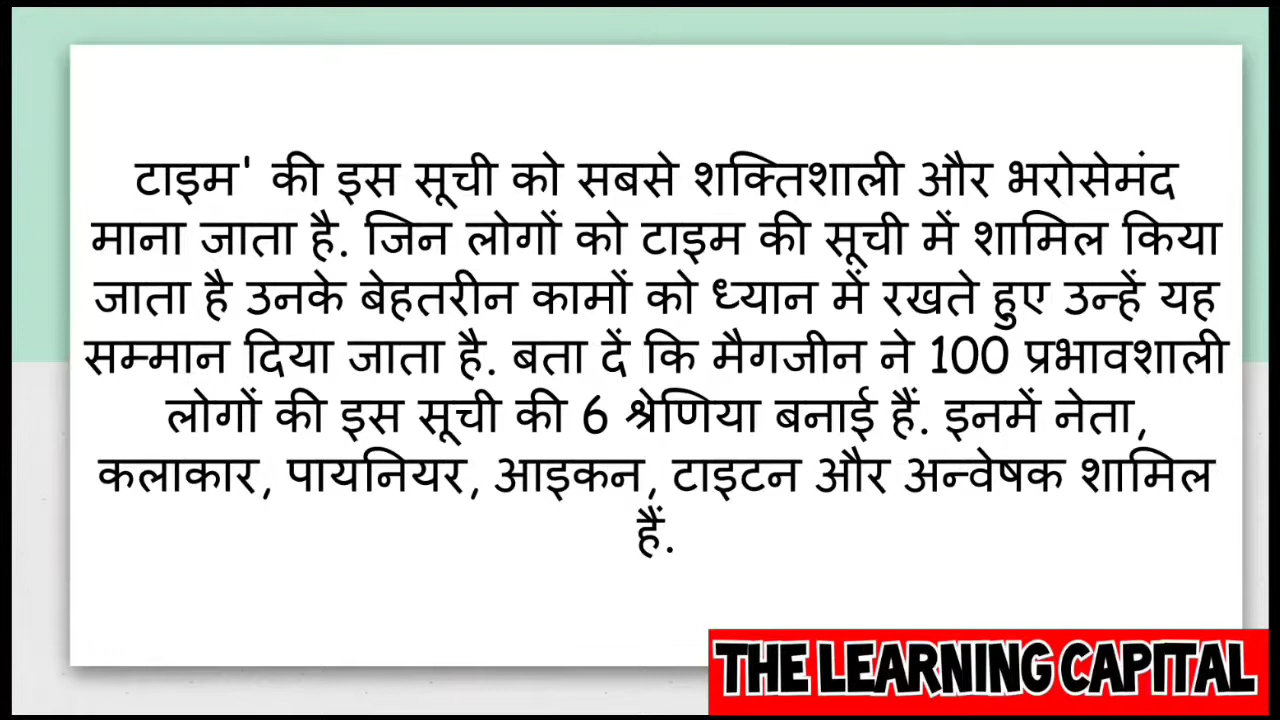 टाइम' की इस सूची को सबसे शक्तिशाली और भरोसेमंद
माना जाता है. जिन लोगों को टाइम की सूची में शामिल किया
जाता है उनके बेहतरीन कामों को ध्यान में रखते हुए उन्हें यह
सम्मान दिया जाता है. बता दें कि मैगजीन ने 100 प्रभावशाली
लोगों की इस सूची की 6 श्रेणिया बनाई हैं. इनमें नेता,
कलाकार, पायनियर, आइकन, टाइटन और अन्वेषक शामिल
हैं.
THE LEARNING CAPITAL